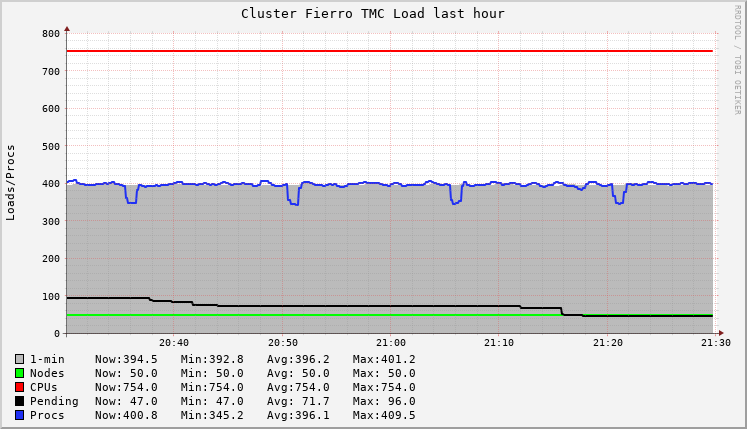 Cluster Fierro TMC Load last hour
RRDTOOL / TOBI OETIKER
Loads/Procs
800
700
600
500
400
300
200
100
0
20:40 20:50 21:00 21:10 21:20 21:30
1-min Now:394.5 Min:392.8 Avg:396.2 Max:401.2
Nodes Now: 50.0 Min: 50.0 Avg: 50.0 Max: 50.0
CPUs Now:754.0 Min:754.0 Avg:754.0 Max:754.0
Pending Now: 47.0 Min: 47.0 Avg: 71.7 Max: 96.0
Procs Now:400.8 Min:345.2 Avg:396.1 Max:409.5